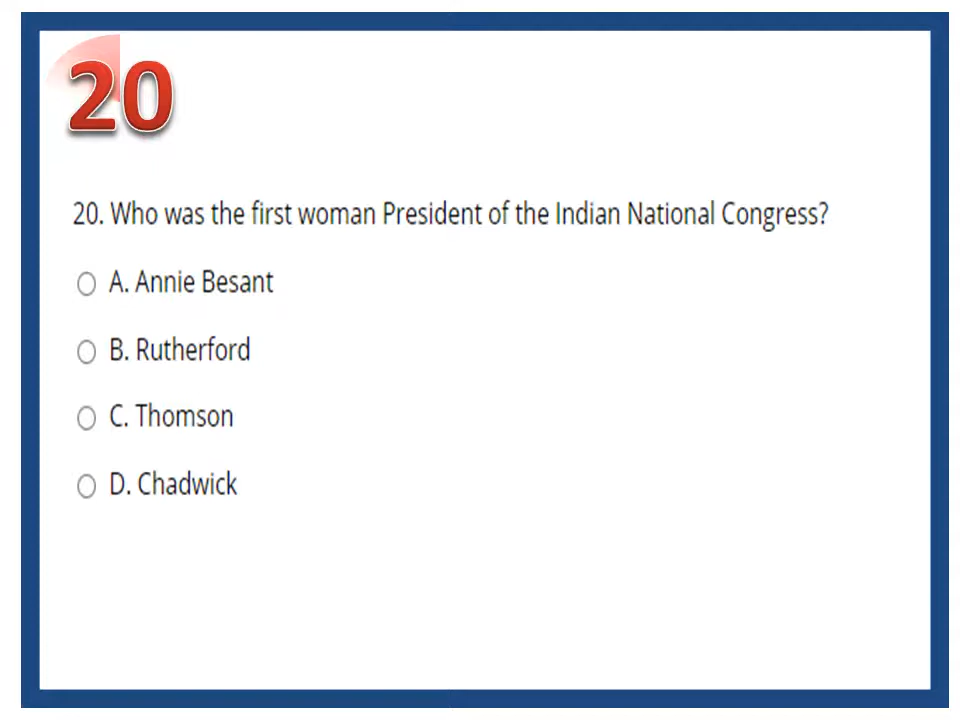 20
20. Who was the first woman President of the Indian National Congress?
A. Annie Besant
B. Rutherford
C. Thomson
D. Chadwick